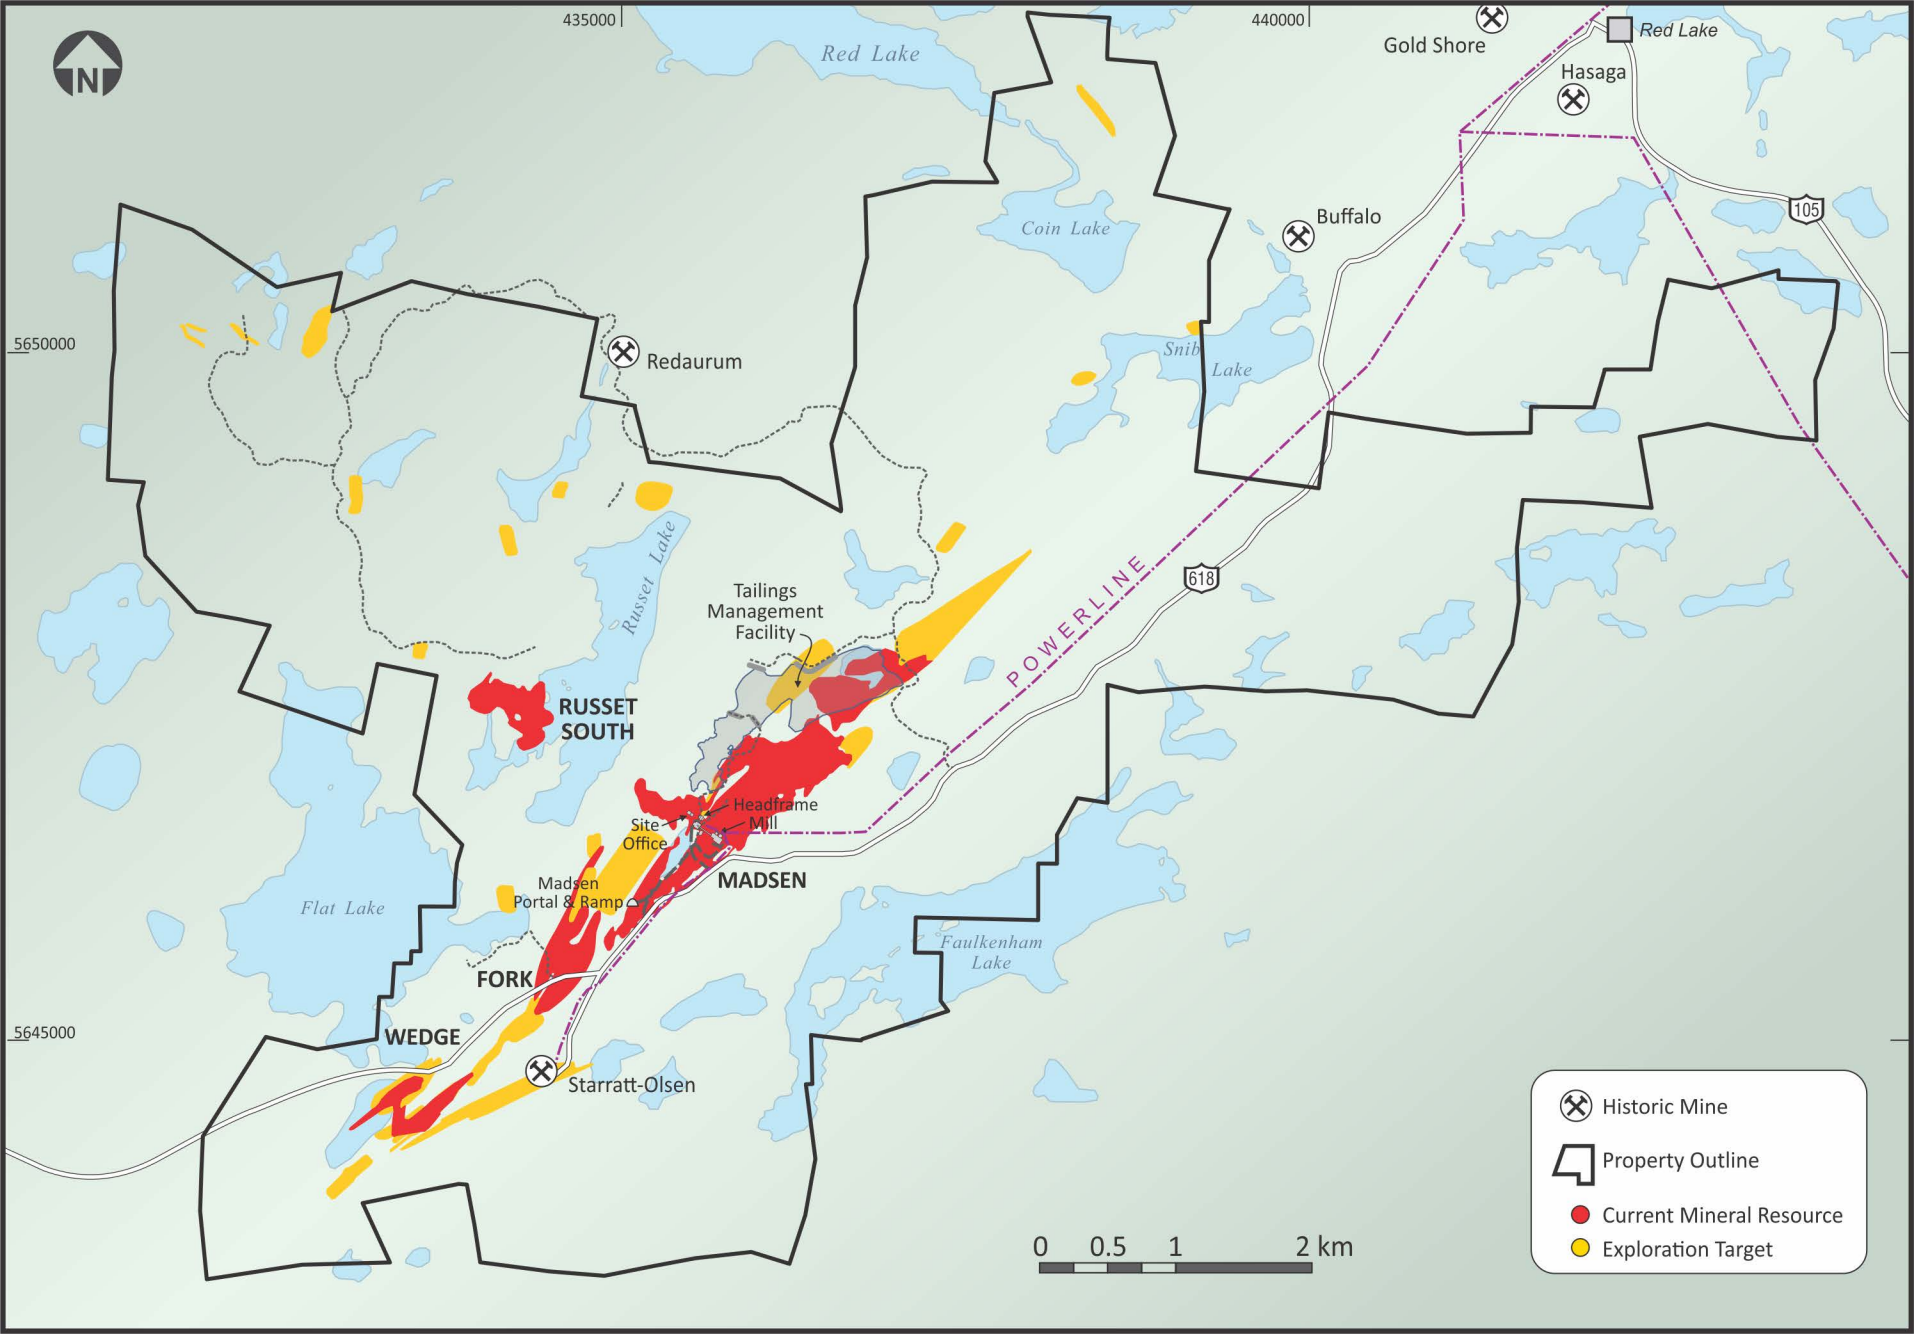 435000
440000
Red Lake
Gold Shore
Red Lake
Hasaga
N
105
Buffalo
Coin Lake
5650000
Redaurum
Snib
Lake
Russet Lake
618
POWERLINE
Tailings
Management
Facility
RUSSET
SOUTH
Headframe
Site
Office
Mill
MADSEN
Madsen
Portal & Ramp
Flat Lake
Faulkenham
Lake
FORK
5645000
WEDGE
Starratt-Olsen
Historic Mine
Property Outline
Current Mineral Resource
Exploration Target
0 0.5 1 2 km